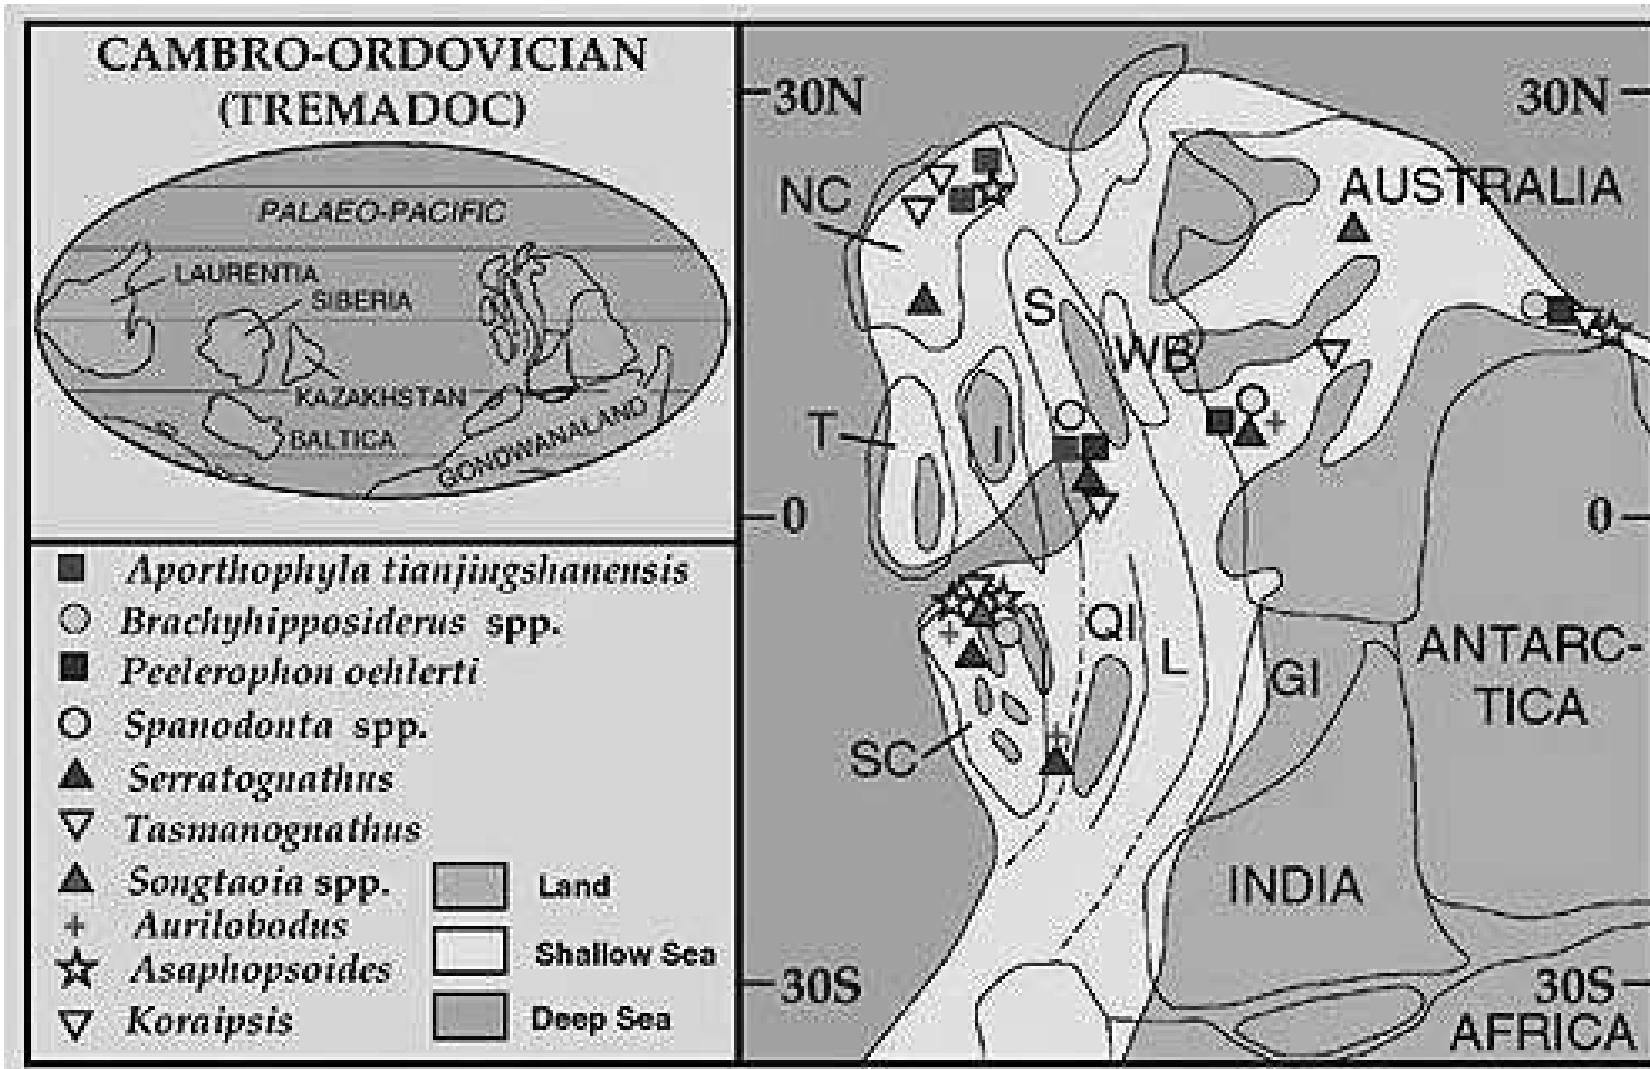 CAMBRO-ORDOVICIAN
(TREMADOC)
PALAEO-PACIFIC
LAURENTIA
SIBERIA
KAZAKHSTAN
BALTICA
GONDWANALAND
Aporthophyla tianjingshanensis
Brachyhipposiderus spp.
Peelerophon oehlerti
Spanodonta spp.
Serratognathus
Tasmanognathus
Songtaoia spp.
Aurilobodus
Asaphopsoides
Koraipsis
Land
Shallow Sea
Deep Sea
30N
30N
NC
AUSTRALIA
S
WB
T
I
0
0
QI
L
GI
ANTARC-
TICA
SC
INDIA
30S
30S
AFRICA